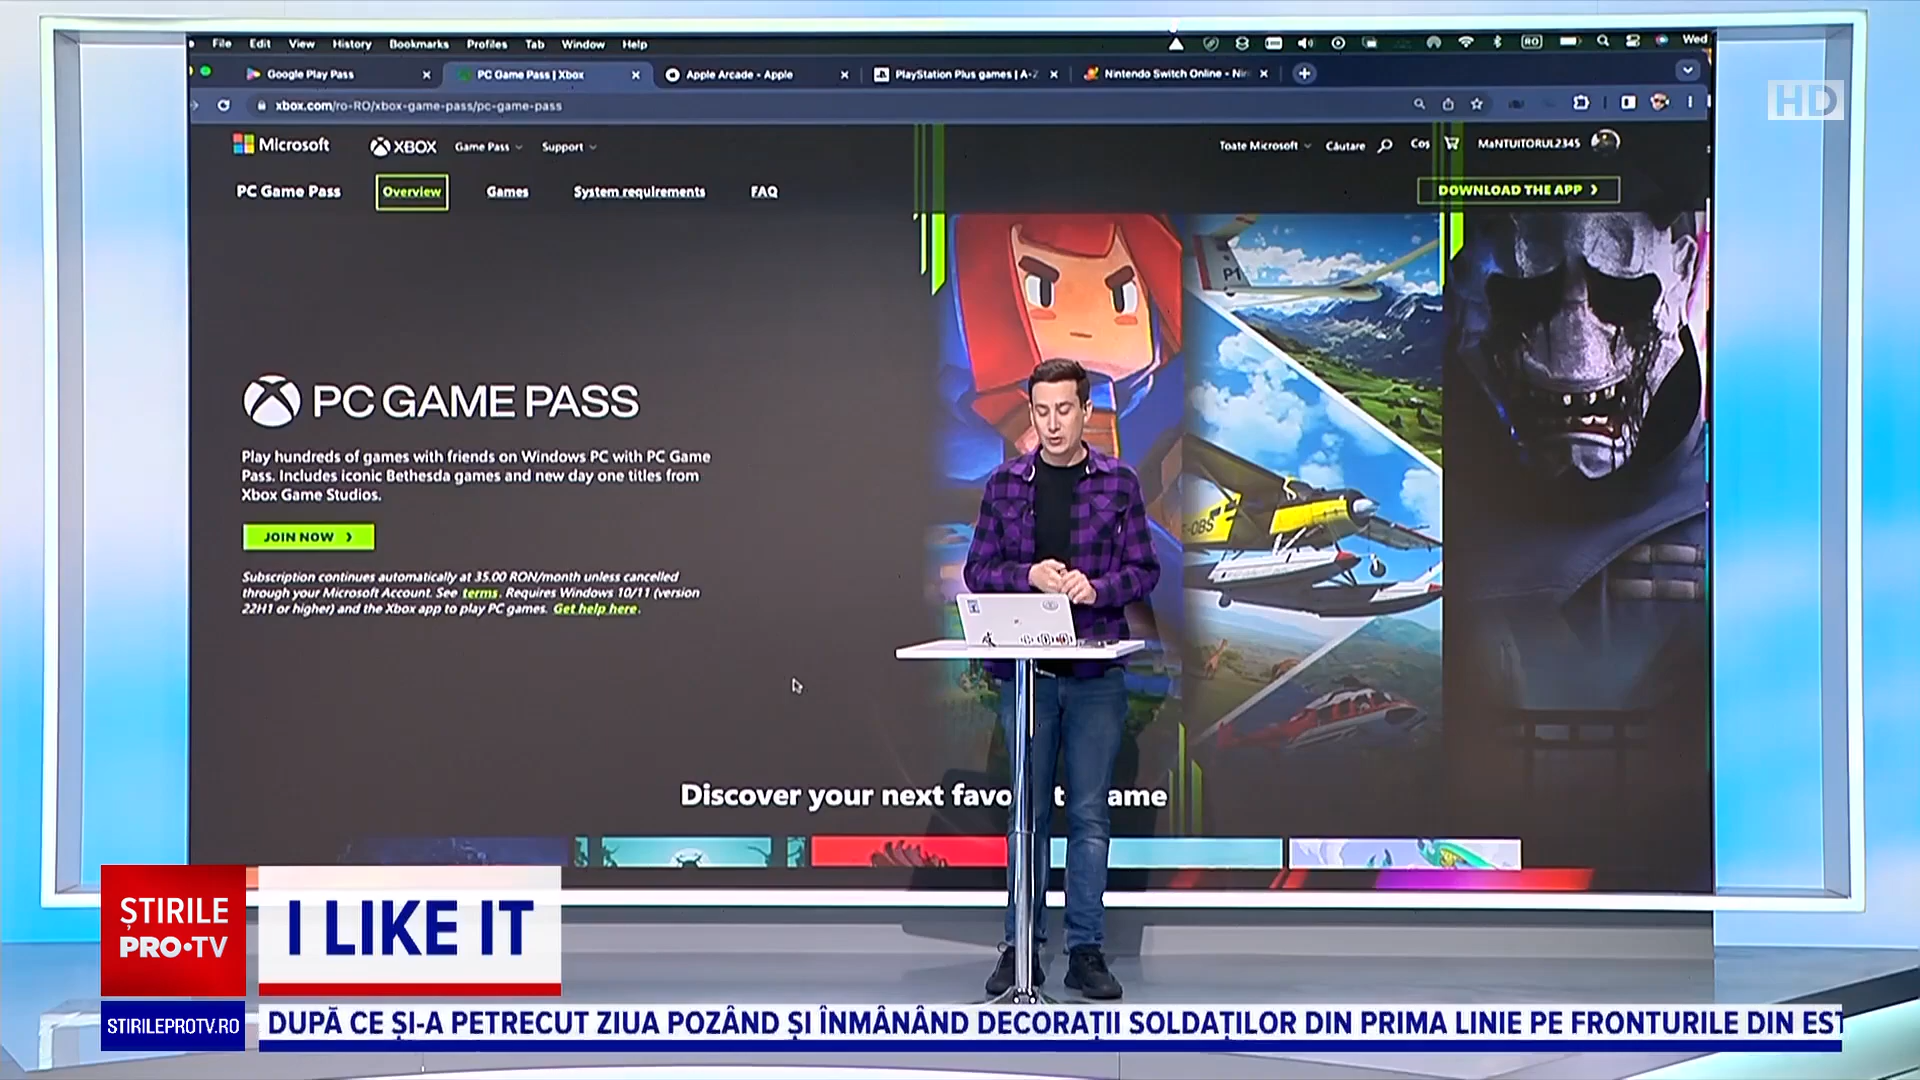 File Edit View History Bookmarks Profiles Tab Window Help
RO
Wed
Google Play Pass
PC Game Pass | Xbox
Apple Arcade - Apple
PlayStation Plus games | A-Z
Nintendo Switch Online - Nin
xbox.com/ro-RO/xbox-game-pass/pc-game-pass
HD
Microsoft
XBOX
Game Pass
Support
Toate Microsoft
Căutare
Coș
MaNTUITORUL2345
PC Game Pass
Overview
Games
System requirements
FAQ
DOWNLOAD THE APP
P1
PC GAME PASS
Play hundreds of games with friends on Windows PC with PC Game
Pass. Includes iconic Bethesda games and new day one titles from
Xbox Game Studios.
-OBS
JOIN NOW
Subscription continues automatically at 35.00 RON/month unless cancelled
through your Microsoft Account. See terms. Requires Windows 10/11 (version
22H1 or higher) and the Xbox app to play PC games. Get help here.
Discover your next favo t ame
ȘTIRILE
PRO•TV
I LIKE IT
STIRILEPROTV.RO
DUPĂ CE ȘI-A PETRECUT ZIUA POZÂND ȘI ÎNMÂNÂND DECORAȚII SOLDAȚILOR DIN PRIMA LINIE PE FRONTURILE DIN EST